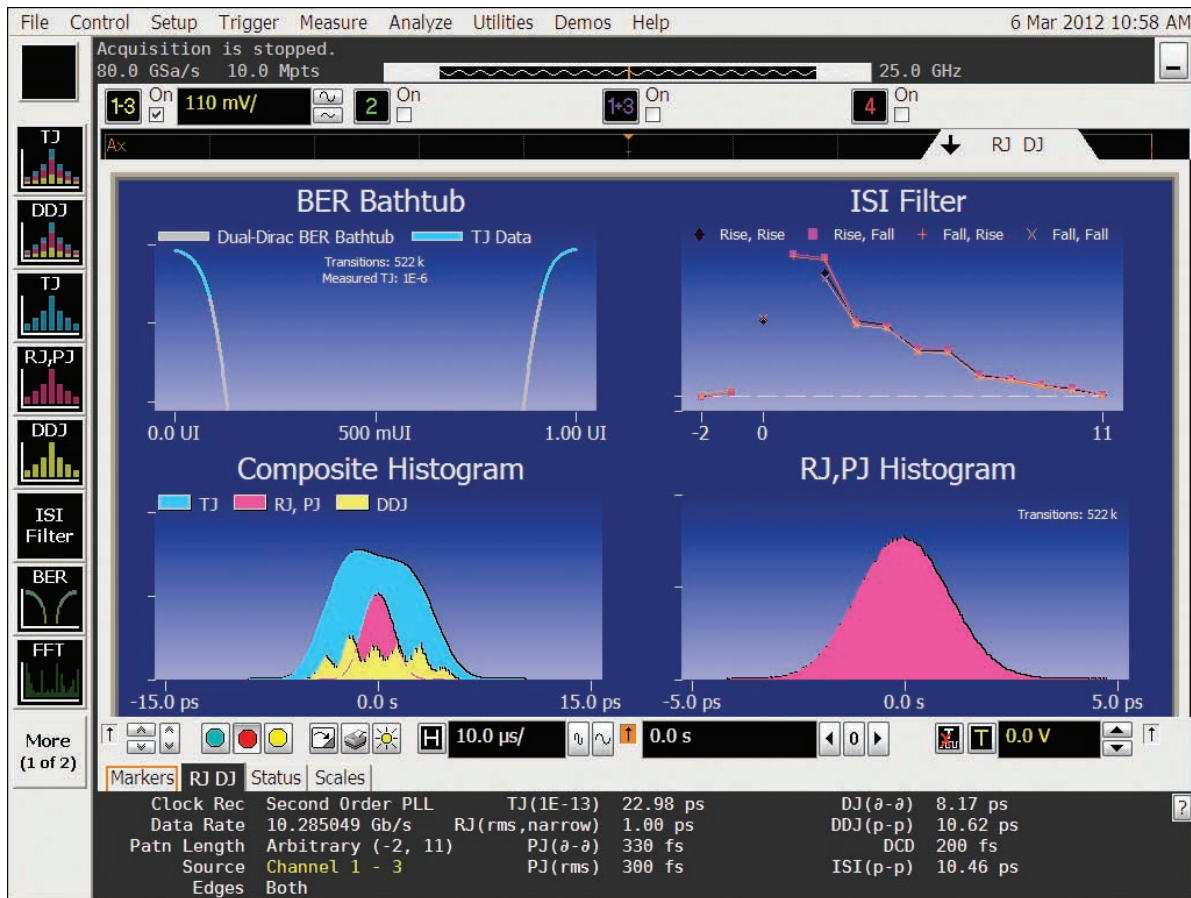 File Control Setup Trigger Measure Analyze Utilities Demos Help 6 Mar 2012 10:58 AM
Acquisition is stopped.
80.0 GSa/s 10.0 Mpts 25.0 GHz
1-3 On 110 mV/ 2 On 1+3 On 4 On
Ax RJ DJ
TJ
DDJ
TJ
RJ,PJ
DDJ
ISI
Filter
BER
FFT
More
(1 of 2)
BER Bathtub
Dual-Dirac BER Bathtub TJ Data
Transitions: 522 k
Measured TJ: 1E-6
0.0 UI 500 mUI 1.00 UI
ISI Filter
Rise, Rise Rise, Fall Fall, Rise Fall, Fall
-2 0 11
Composite Histogram
TJ RJ, PJ DDJ
-15.0 ps 0.0 s 15.0 ps
RJ,PJ Histogram
Transitions: 522 k
-5.0 ps 0.0 s 5.0 ps
H 10.0 µs/ 0.0 s 0 T 0.0 V
Markers RJ DJ Status Scales
Clock Rec Second Order PLL TJ(1E-13) 22.98 ps DJ(∂-∂) 8.17 ps ?
Data Rate 10.285049 Gb/s RJ(rms,narrow) 1.00 ps DDJ(p-p) 10.62 ps
Patn Length Arbitrary (-2, 11) PJ(∂-∂) 330 fs DCD 200 fs
Source Channel 1 - 3 PJ(rms) 300 fs ISI(p-p) 10.46 ps
Edges Both